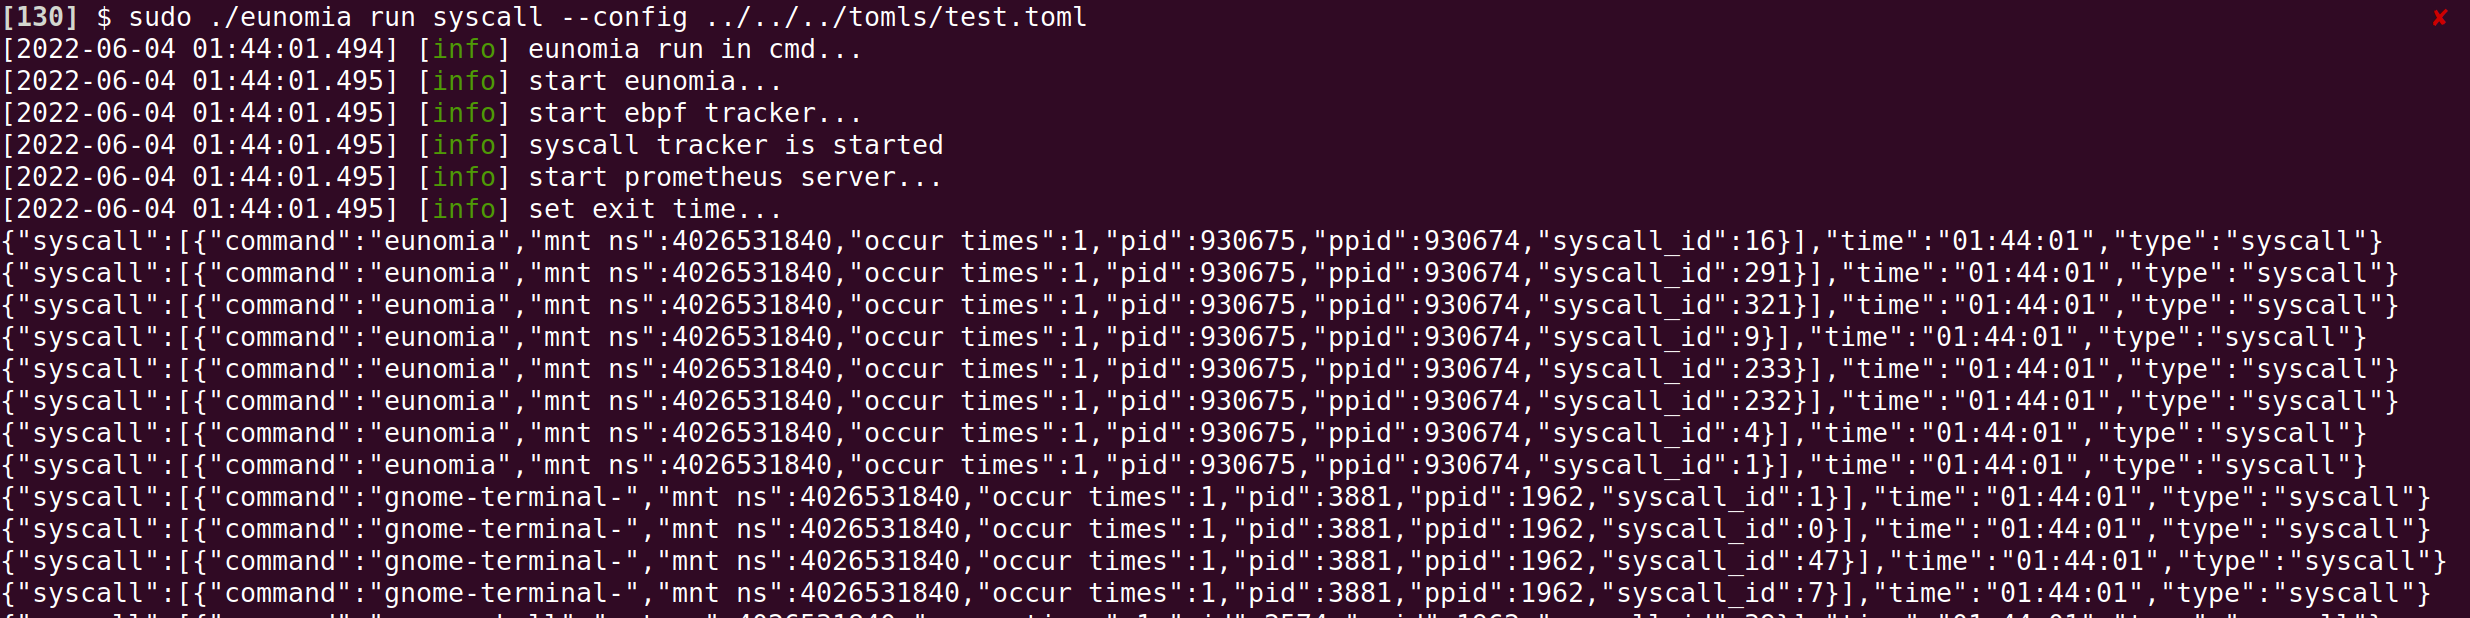 [130] $ sudo ./eunomia run syscall --config ../../../tomls/test.toml ✘
[2022-06-04 01:44:01.494] [info] eunomia run in cmd...
[2022-06-04 01:44:01.495] [info] start eunomia...
[2022-06-04 01:44:01.495] [info] start ebpf tracker...
[2022-06-04 01:44:01.495] [info] syscall tracker is started
[2022-06-04 01:44:01.495] [info] start prometheus server...
[2022-06-04 01:44:01.495] [info] set exit time...
{"syscall":[{"command":"eunomia","mnt ns":4026531840,"occur times":1,"pid":930675,"ppid":930674,"syscall_id":16}],"time":"01:44:01","type":"syscall"}
{"syscall":[{"command":"eunomia","mnt ns":4026531840,"occur times":1,"pid":930675,"ppid":930674,"syscall_id":291}],"time":"01:44:01","type":"syscall"}
{"syscall":[{"command":"eunomia","mnt ns":4026531840,"occur times":1,"pid":930675,"ppid":930674,"syscall_id":321}],"time":"01:44:01","type":"syscall"}
{"syscall":[{"command":"eunomia","mnt ns":4026531840,"occur times":1,"pid":930675,"ppid":930674,"syscall_id":9}],"time":"01:44:01","type":"syscall"}
{"syscall":[{"command":"eunomia","mnt ns":4026531840,"occur times":1,"pid":930675,"ppid":930674,"syscall_id":233}],"time":"01:44:01","type":"syscall"}
{"syscall":[{"command":"eunomia","mnt ns":4026531840,"occur times":1,"pid":930675,"ppid":930674,"syscall_id":232}],"time":"01:44:01","type":"syscall"}
{"syscall":[{"command":"eunomia","mnt ns":4026531840,"occur times":1,"pid":930675,"ppid":930674,"syscall_id":4}],"time":"01:44:01","type":"syscall"}
{"syscall":[{"command":"eunomia","mnt ns":4026531840,"occur times":1,"pid":930675,"ppid":930674,"syscall_id":1}],"time":"01:44:01","type":"syscall"}
{"syscall":[{"command":"gnome-terminal-","mnt ns":4026531840,"occur times":1,"pid":3881,"ppid":1962,"syscall_id":1}],"time":"01:44:01","type":"syscall"}
{"syscall":[{"command":"gnome-terminal-","mnt ns":4026531840,"occur times":1,"pid":3881,"ppid":1962,"syscall_id":0}],"time":"01:44:01","type":"syscall"}
{"syscall":[{"command":"gnome-terminal-","mnt ns":4026531840,"occur times":1,"pid":3881,"ppid":1962,"syscall_id":47}],"time":"01:44:01","type":"syscall"}
{"syscall":[{"command":"gnome-terminal-","mnt ns":4026531840,"occur times":1,"pid":3881,"ppid":1962,"syscall_id":7}],"time":"01:44:01","type":"syscall"}